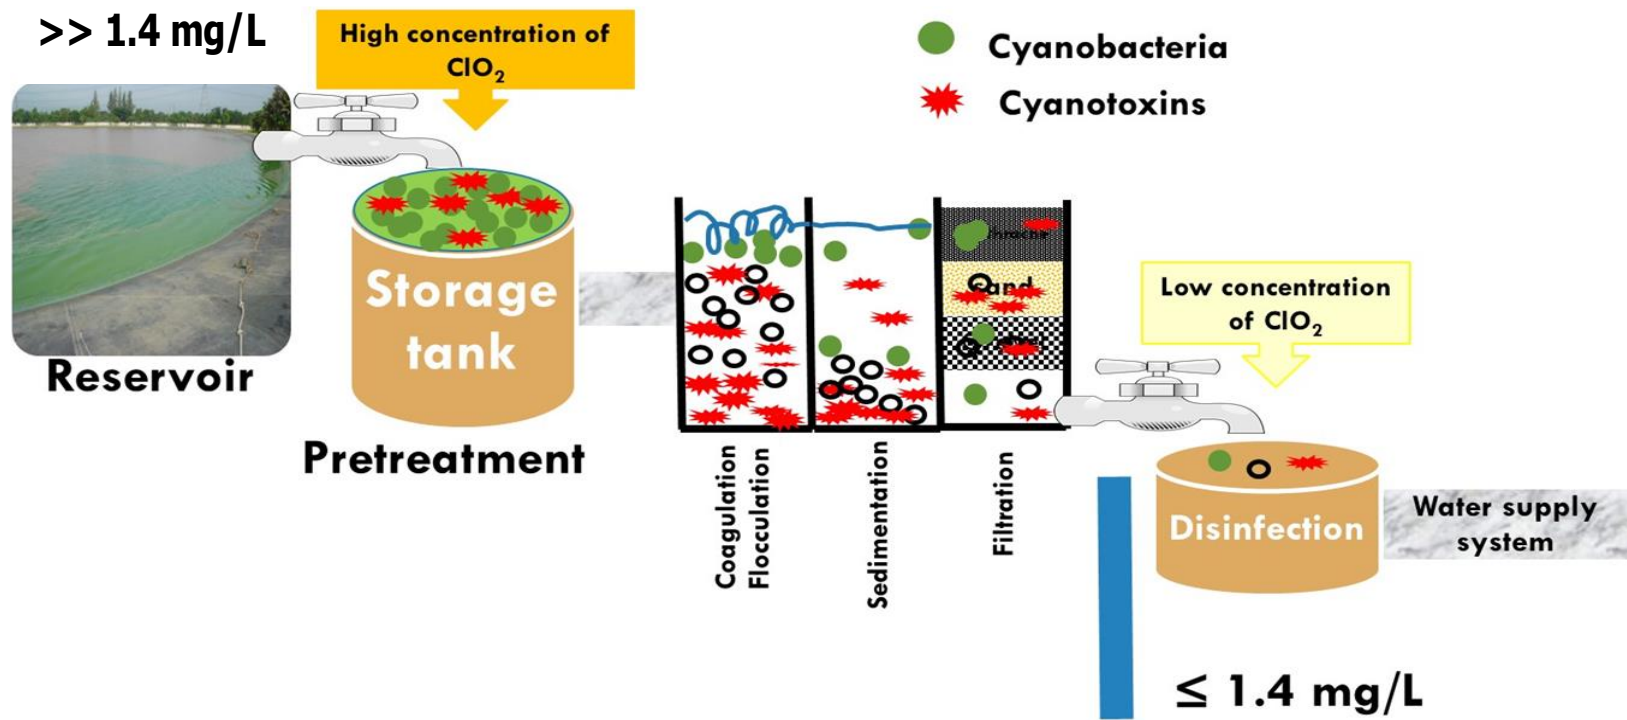 >> 1.4 mg/L
High concentration of
ClO₂
Cyanobacteria
Cyanotoxins
Reservoir
Storage
tank
Pretreatment
Coagulation
Flocculation
Sedimentation
Sand
Filtration
Low concentration
of ClO₂
Disinfection
Water supply
system
≤ 1.4 mg/L